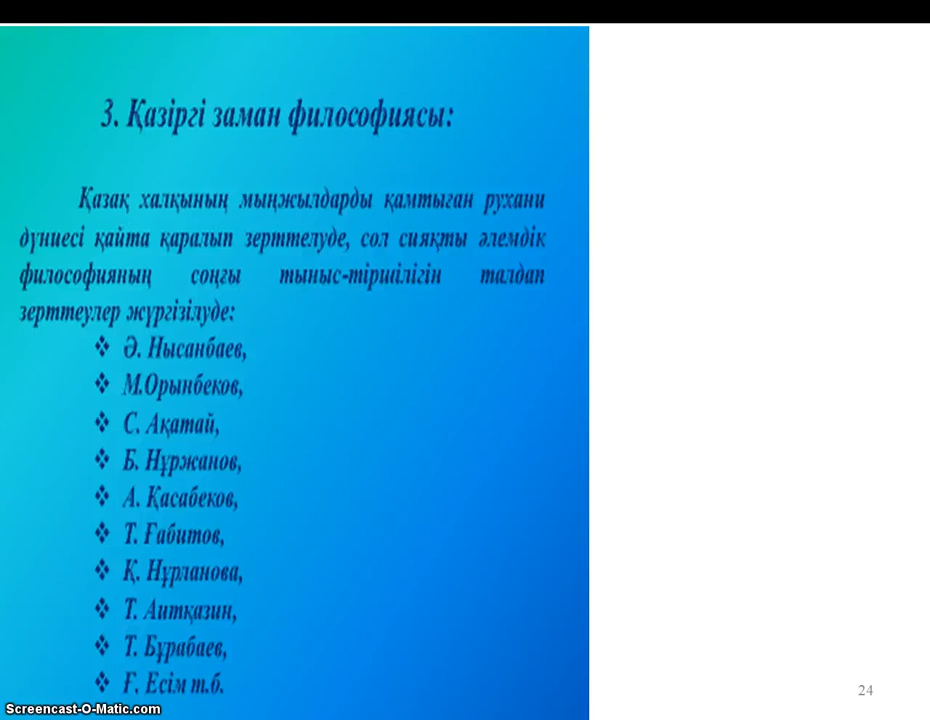 3. Қазіргі заман философиясы:
Қазақ халқының мыңжылдарды қамтыған рухани
дүниесі қайта қаралып зерттелуде, сол сияқты әлемдік
философияның соңғы тыныс-тіршілігін талдап
зерттеулер жүргізілуде:
❖ Ә. Нысанбаев,
❖ М.Орынбеков,
❖ С. Ақатай,
❖ Б. Нұржанов,
❖ А. Қасабеков,
❖ Т. Ғабитов,
❖ Қ. Нұрланова,
❖ Т. Аитқазин,
❖ Т. Бұрабаев,
❖ Ғ. Есім т.б.
24
Screencast-O-Matic.com